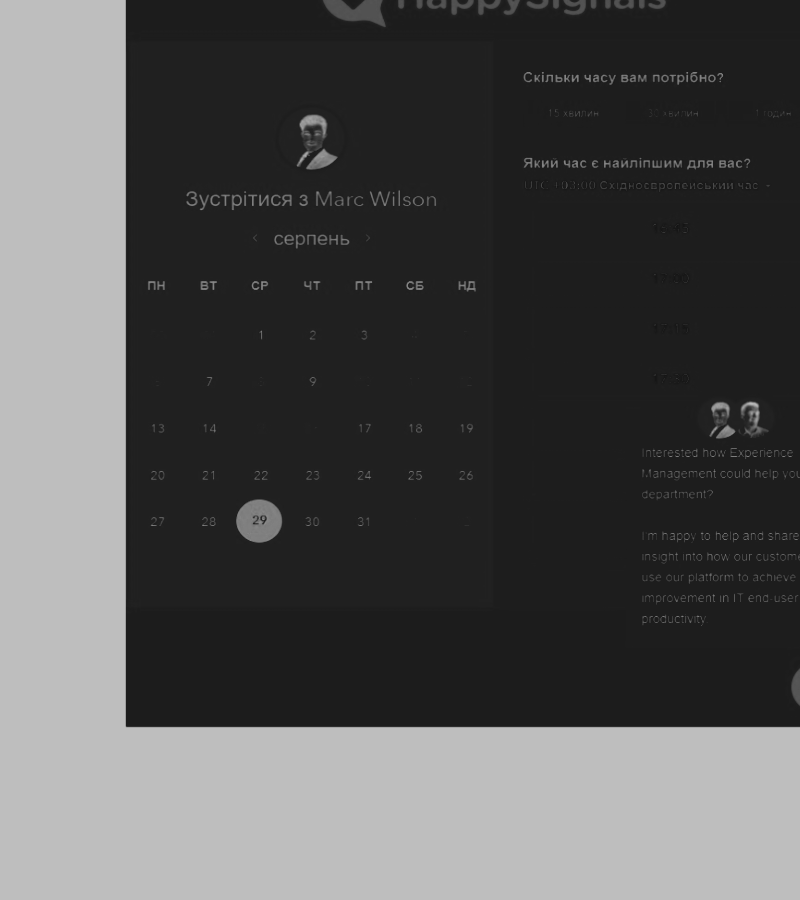 HappySignals
Зустрітися з Marc Wilson
‹ серпень ›
ПН ВТ СР ЧТ ПТ СБ НД
1 2 3
7 9
13 14 17 18 19
20 21 22 23 24 25 26
27 28 29 30 31
Скільки часу вам потрібно?
15 хвилин 30 хвилин 1 годин
Який час є найліпшим для вас?
UTC +03:00 Східноєвропейський час
Interested how Experience
Management could help you
department?
I'm happy to help and share
insight into how our custome
use our platform to achieve
improvement in IT end-user
productivity